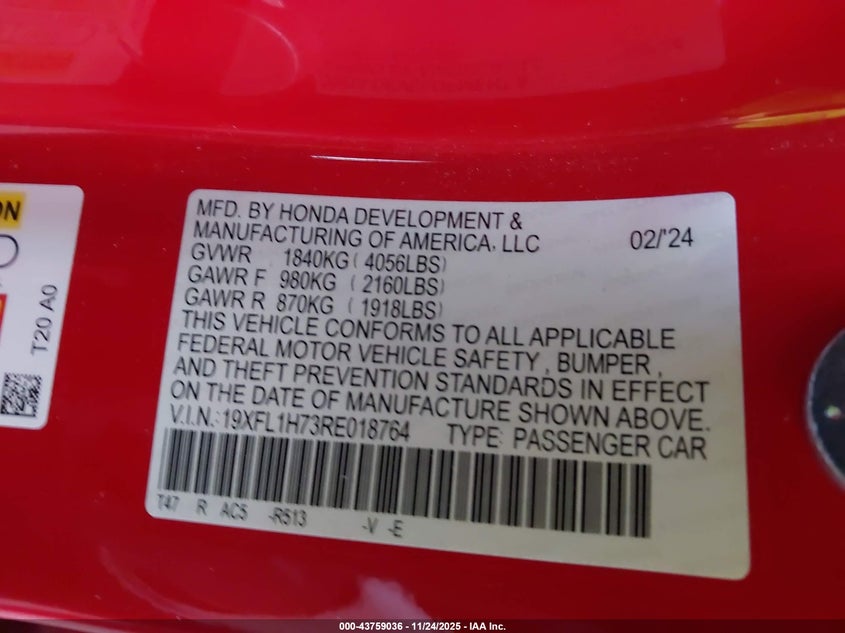 ON
T20 A0
MFD. BY HONDA DEVELOPMENT &
MANUFACTURING OF AMERICA, LLC 02/'24
GVWR 1840KG ( 4056LBS)
GAWR F 980KG ( 2160LBS)
GAWR R 870KG ( 1918LBS)
THIS VEHICLE CONFORMS TO ALL APPLICABLE
FEDERAL MOTOR VEHICLE SAFETY , BUMPER ,
AND THEFT PREVENTION STANDARDS IN EFFECT
ON THE DATE OF MANUFACTURE SHOWN ABOVE.
V.I.N.: 19XFL1H73RE018764 TYPE: PASSENGER CAR
T47 R AC5 -R513 -V -E
000-43759036 - 11/24/2025 - IAA Inc.